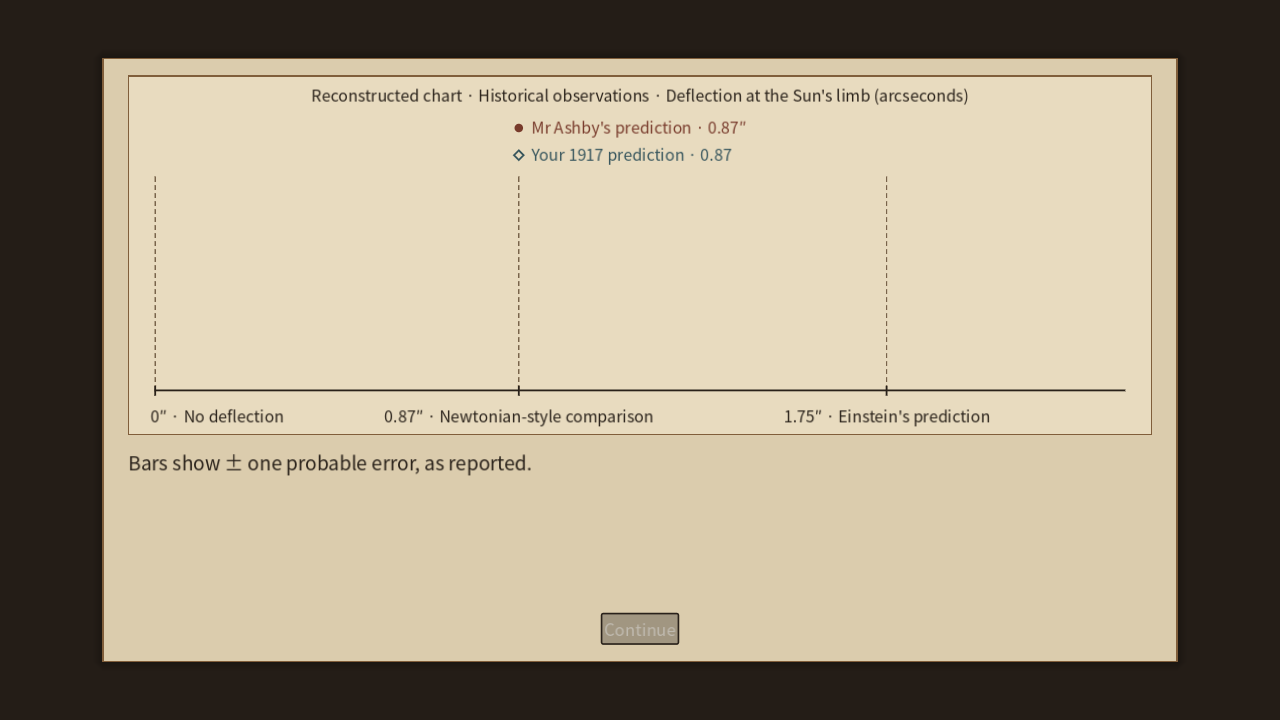 Reconstructed chart · Historical observations · Deflection at the Sun's limb (arcseconds)
Mr Ashby's prediction · 0.87″
Your 1917 prediction · 0.87
0″ · No deflection
0.87″ · Newtonian-style comparison
1.75″ · Einstein's prediction
Bars show ± one probable error, as reported.
Continue